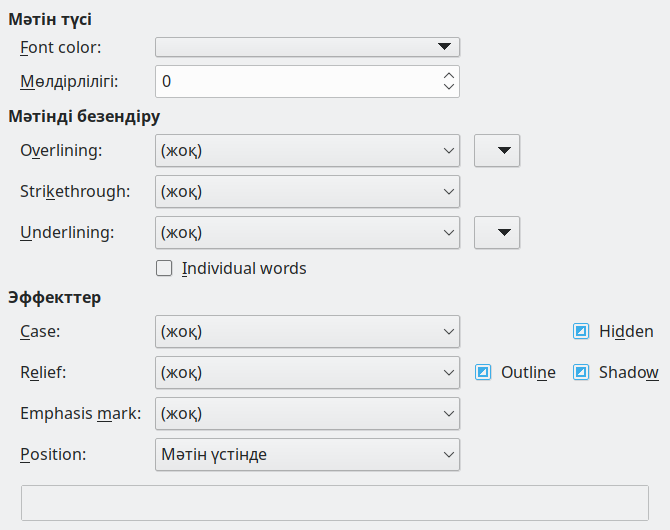 Мәтін түсі
Font color:
Мөлдірлілігі: 0
Мәтінді безендіру
Overlining: (жоқ)
Strikethrough: (жоқ)
Underlining: (жоқ)
Individual words
Эффекттер
Case: (жоқ) Hidden
Relief: (жоқ) Outline Shadow
Emphasis mark: (жоқ)
Position: Мәтін үстінде